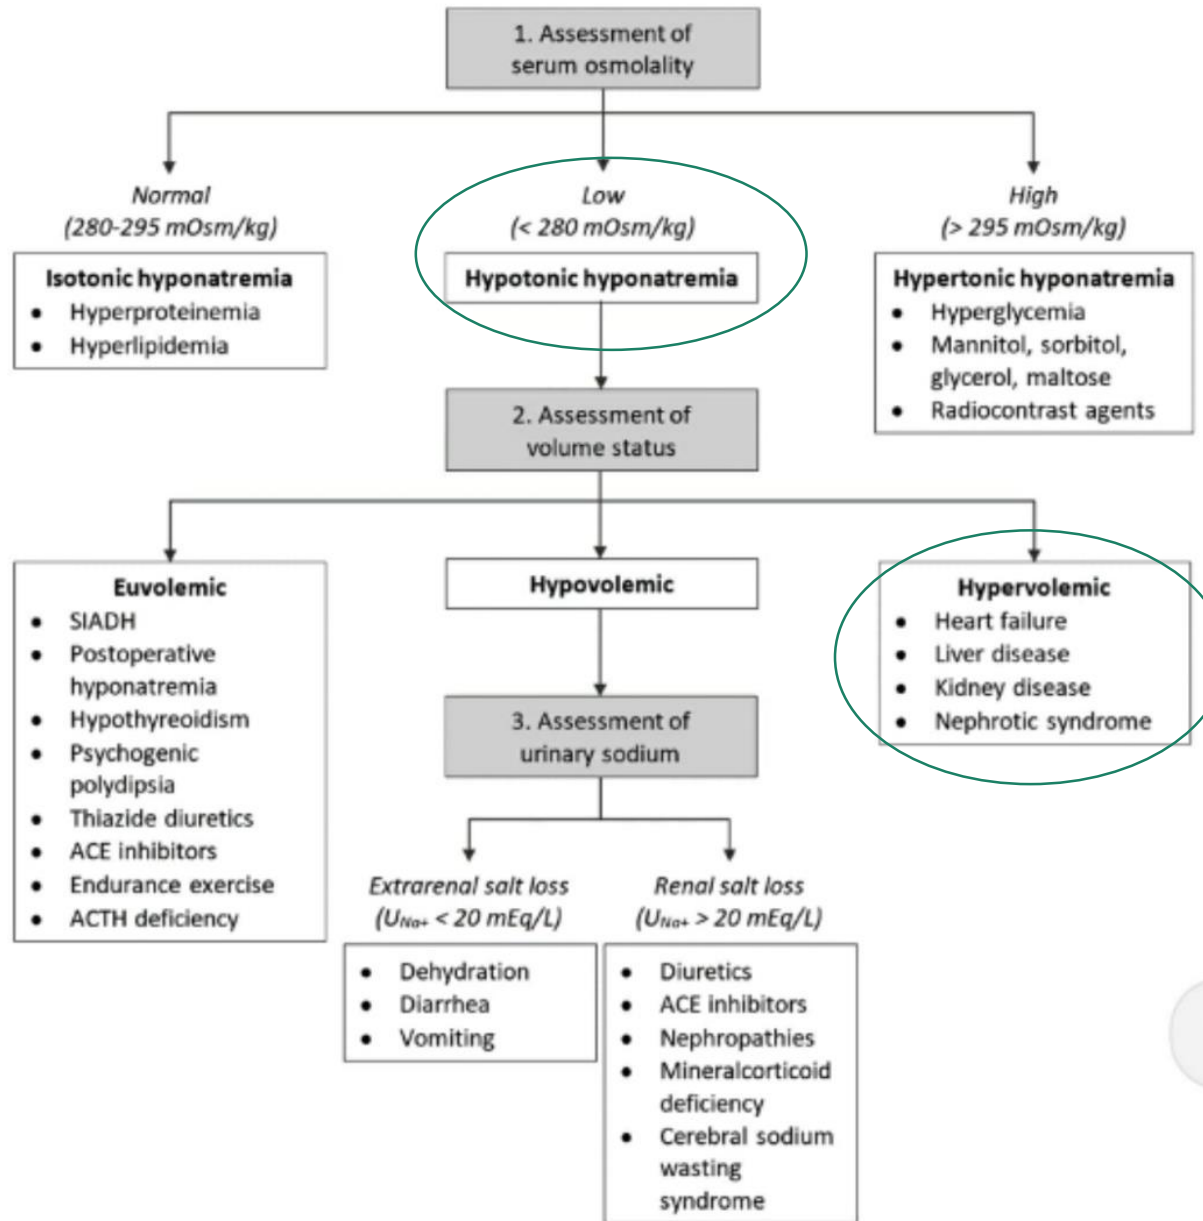 1. Assessment of
serum osmolality
Normal
(280-295 mOsm/kg)
Isotonic hyponatremia
• Hyperproteinemia
• Hyperlipidemia
Low
(< 280 mOsm/kg)
Hypotonic hyponatremia
High
(> 295 mOsm/kg)
Hypertonic hyponatremia
• Hyperglycemia
• Mannitol, sorbitol,
glycerol, maltose
• Radiocontrast agents
2. Assessment of
volume status
Euvolemic
• SIADH
• Postoperative
hyponatremia
• Hypothyreoidism
• Psychogenic
polydipsia
• Thiazide diuretics
• ACE inhibitors
• Endurance exercise
• ACTH deficiency
Hypovolemic
Hypervolemic
• Heart failure
• Liver disease
• Kidney disease
• Nephrotic syndrome
3. Assessment of
urinary sodium
Extrarenal salt loss
(UNa+ < 20 mEq/L)
• Dehydration
• Diarrhea
• Vomiting
Renal salt loss
(UNa+ > 20 mEq/L)
• Diuretics
• ACE inhibitors
• Nephropathies
• Mineralcorticoid
deficiency
• Cerebral sodium
wasting
syndrome